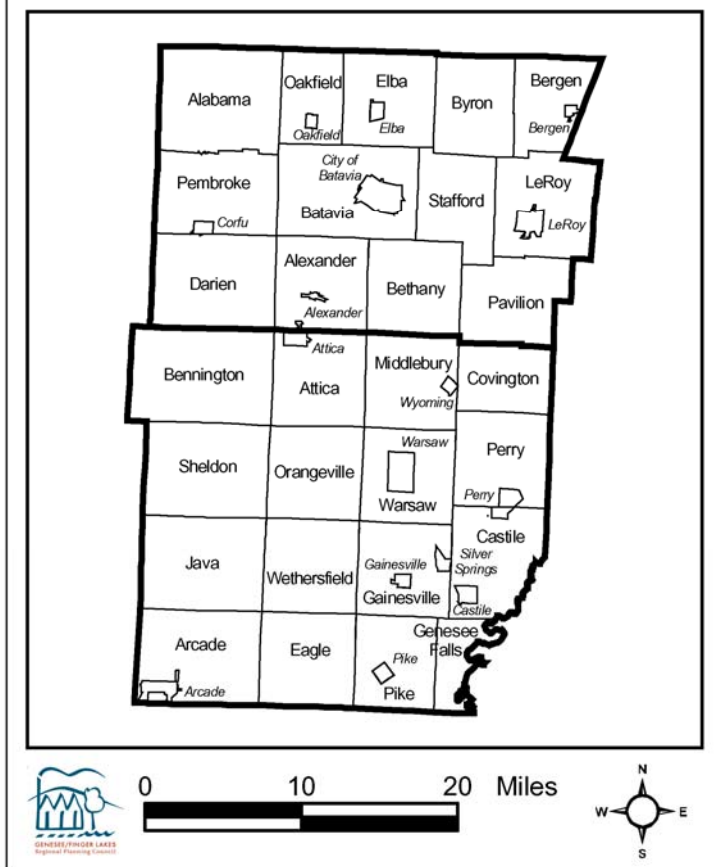 Alabama
Oakfield
Oakfield
Elba
Elba
Byron
Bergen
Bergen
Pembroke
Corfu
City of
Batavia
Batavia
Stafford
LeRoy
LeRoy
Darien
Alexander
Alexander
Bethany
Pavilion
Bennington
Attica
Attica
Middlebury
Wyoming
Covington
Sheldon
Orangeville
Warsaw
Warsaw
Perry
Perry
Castile
Java
Wethersfield
Gainesville
Gainesville
Silver
Springs
Castile
Arcade
Arcade
Eagle
Pike
Pike
Genesee
Falls
GENESEE/FINGER LAKES
Regional Planning Council
0 10 20 Miles
N
W E
S